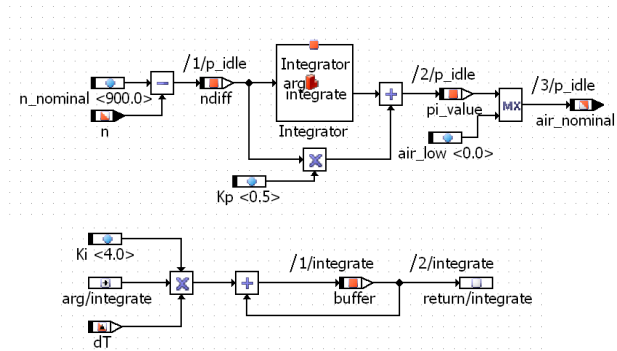 /1/p_idle
Integrator
/2/p_idle
/3/p_idle
n_nominal <900.0>
−
ndiff
arg
integrate
+
pi_value
MX
air_nominal
n
Integrator
×
air_low <0.0>
Kp <0.5>
Ki <4.0>
/1/integrate
/2/integrate
arg/integrate
×
+
buffer
return/integrate
dT